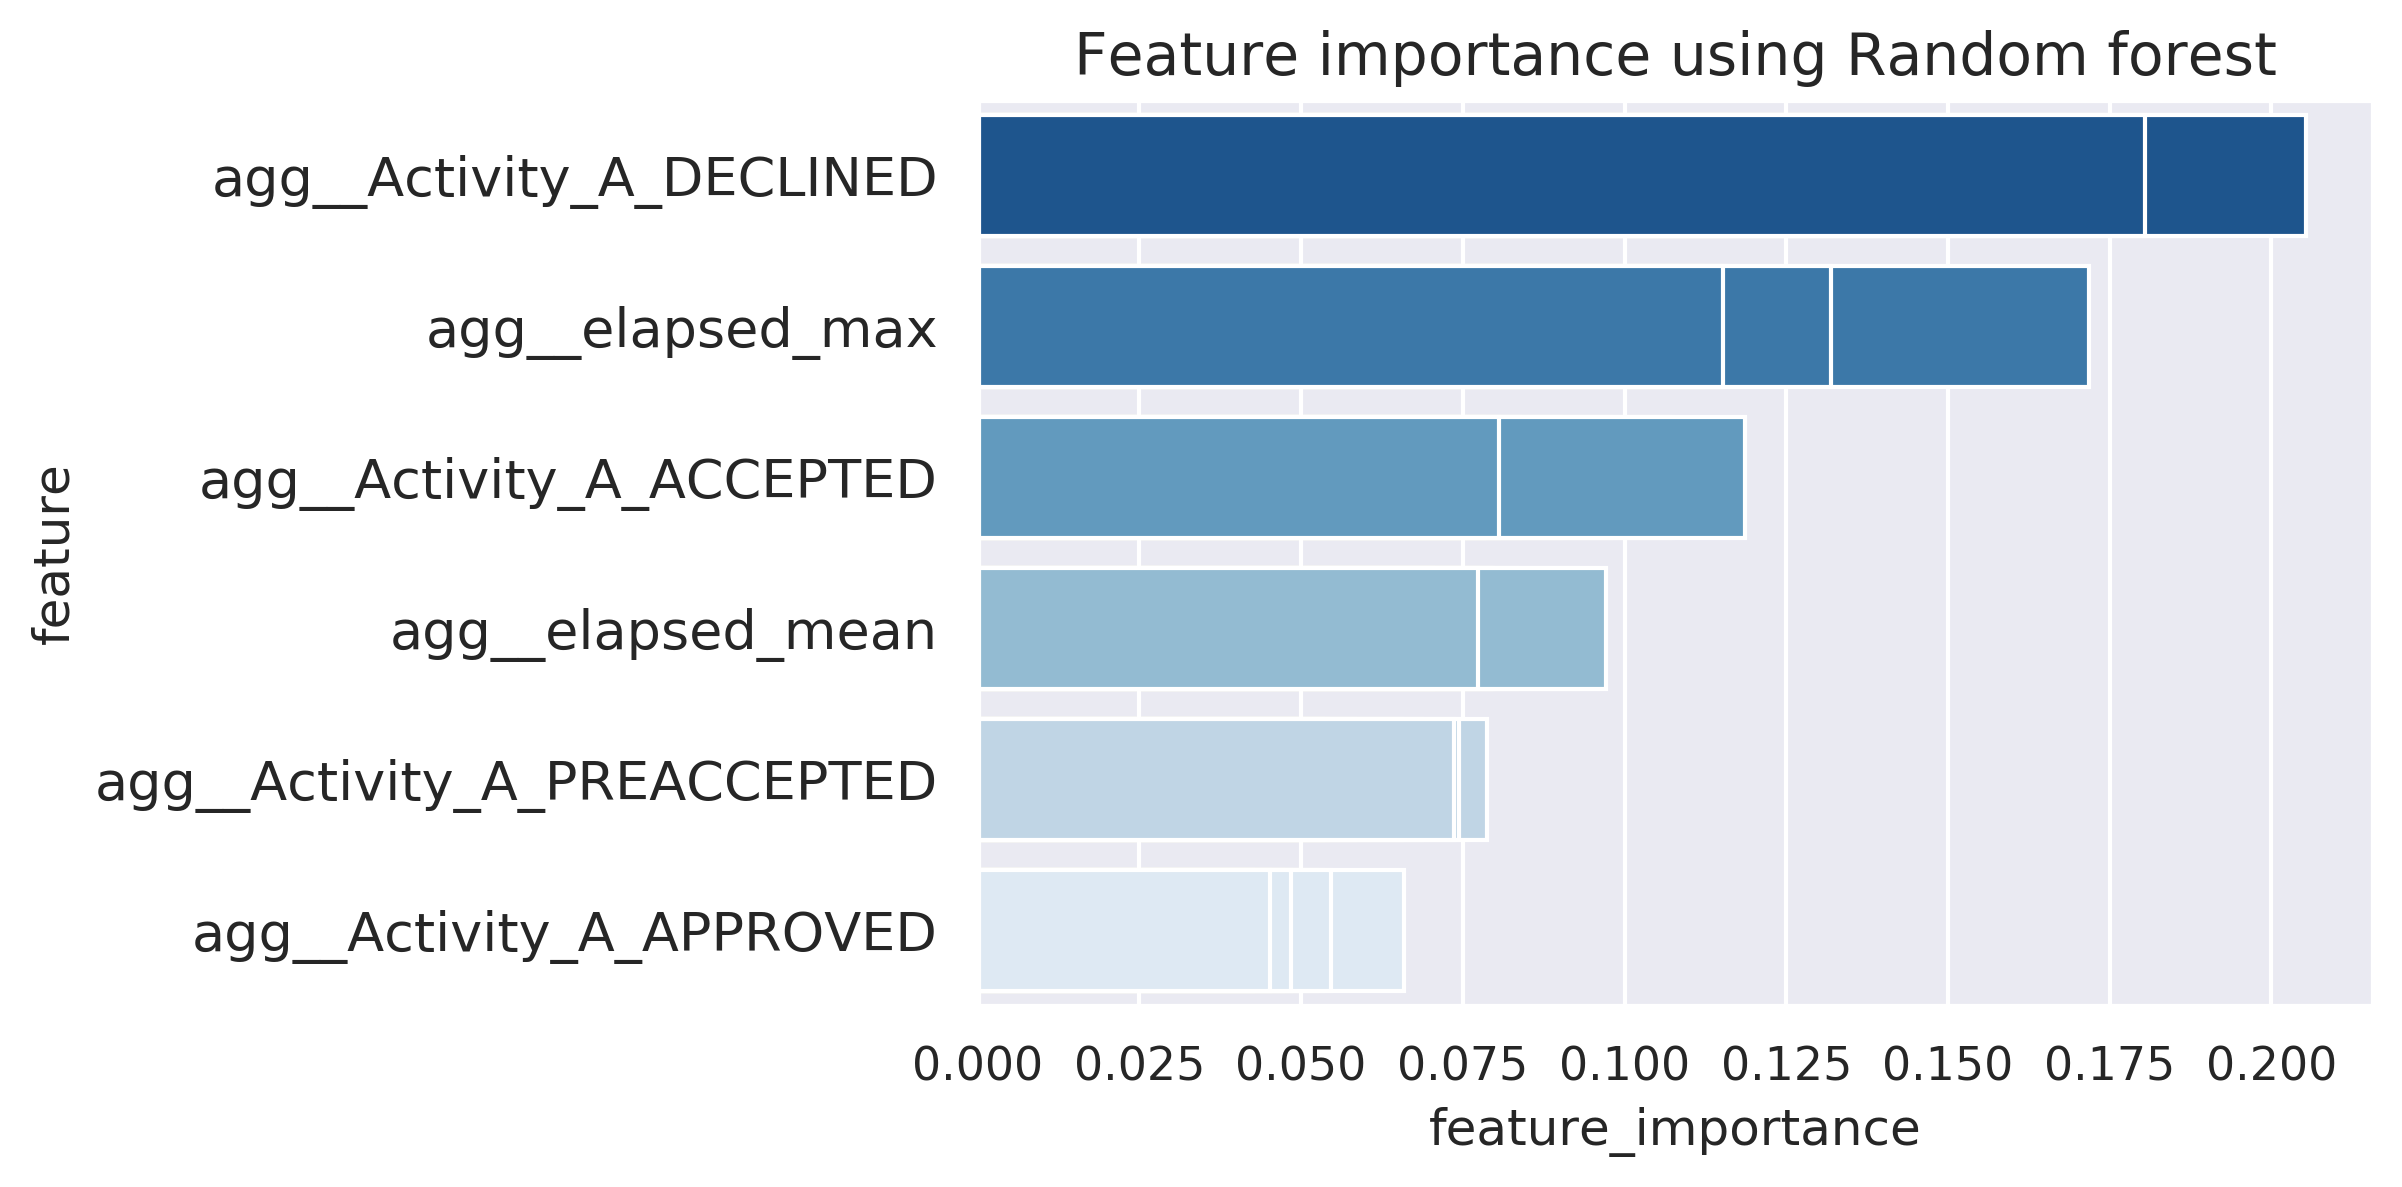 Feature importance using Random forest
agg__Activity_A_DECLINED
agg__elapsed_max
agg__Activity_A_ACCEPTED
agg__elapsed_mean
agg__Activity_A_PREACCEPTED
agg__Activity_A_APPROVED
feature
0.000 0.025 0.050 0.075 0.100 0.125 0.150 0.175 0.200
feature_importance